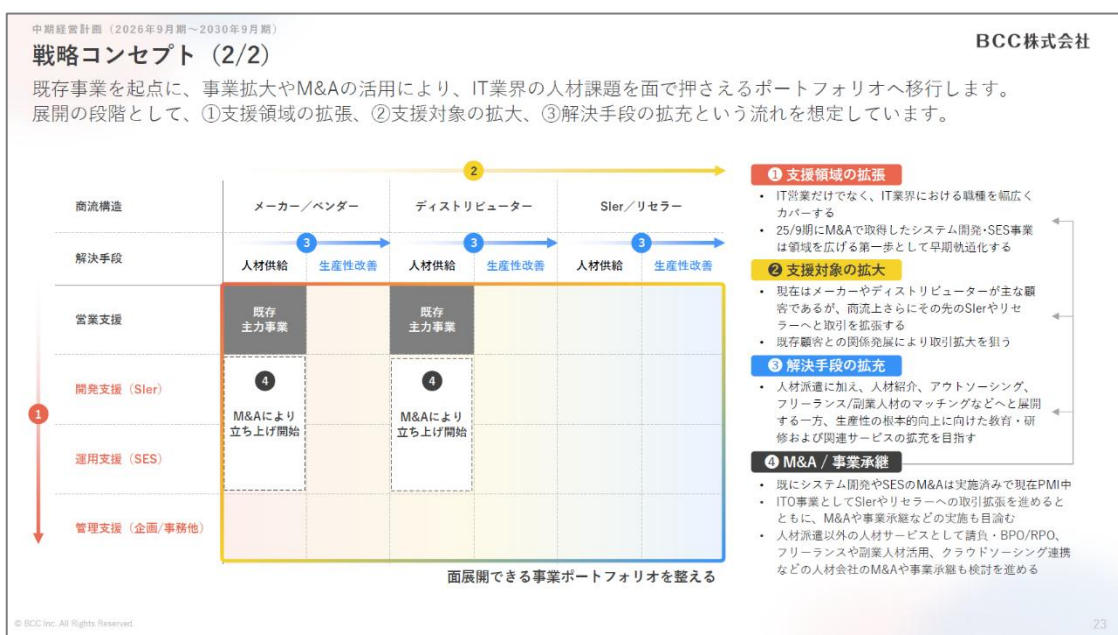 中期経営計画（2026年9月期～2030年9月期）
戦略コンセプト（2/2）
BCC株式会社
既存事業を起点に、事業拡大やM&Aの活用により、IT業界の人材課題を面で押さえるポートフォリオへ移行します。
展開の段階として、①支援領域の拡張、②支援対象の拡大、③解決手段の拡充という流れを想定しています。
2
商流構造
メーカー／ベンダー
ディストリビューター
SIer／リセラー
3
3
3
解決手段
人材供給
生産性改善
人材供給
生産性改善
人材供給
生産性改善
営業支援
既存
主力事業
既存
主力事業
1
開発支援（SIer）
運用支援（SES）
管理支援（企画/事務他）
4
M&Aにより
立ち上げ開始
4
M&Aにより
立ち上げ開始
面展開できる事業ポートフォリオを整える
❶ 支援領域の拡張
• IT営業だけでなく、IT業界における職種を幅広く
カバーする
• 25/9期にM&Aで取得したシステム開発・SES事業
は領域を広げる第一歩として早期軌道化する
❷ 支援対象の拡大
• 現在はメーカーやディストリビューターが主な顧
客であるが、商流上さらにその先のSIerやリセ
ラーへと取引を拡張する
• 既存顧客との関係発展により取引拡大を狙う
❸ 解決手段の拡充
• 人材派遣に加え、人材紹介、アウトソーシング、
フリーランス/副業人材のマッチングなどへと展開
する一方、生産性の根本的向上に向けた教育・研
修および関連サービスの拡充を目指す
❹ M&A / 事業承継
• 既にシステム開発やSESのM&Aは実施済みで現在PMI中
• ITO事業としてSIerやリセラーへの取引拡張を進めると
ともに、M&Aや事業承継などの実施も目論む
• 人材派遣以外の人材サービスとして請負・BPO/RPO、
フリーランスや副業人材活用、クラウドソーシング連携
などの人材会社のM&Aや事業承継も検討を進める
© BCC Inc. All Rights Reserved.
23